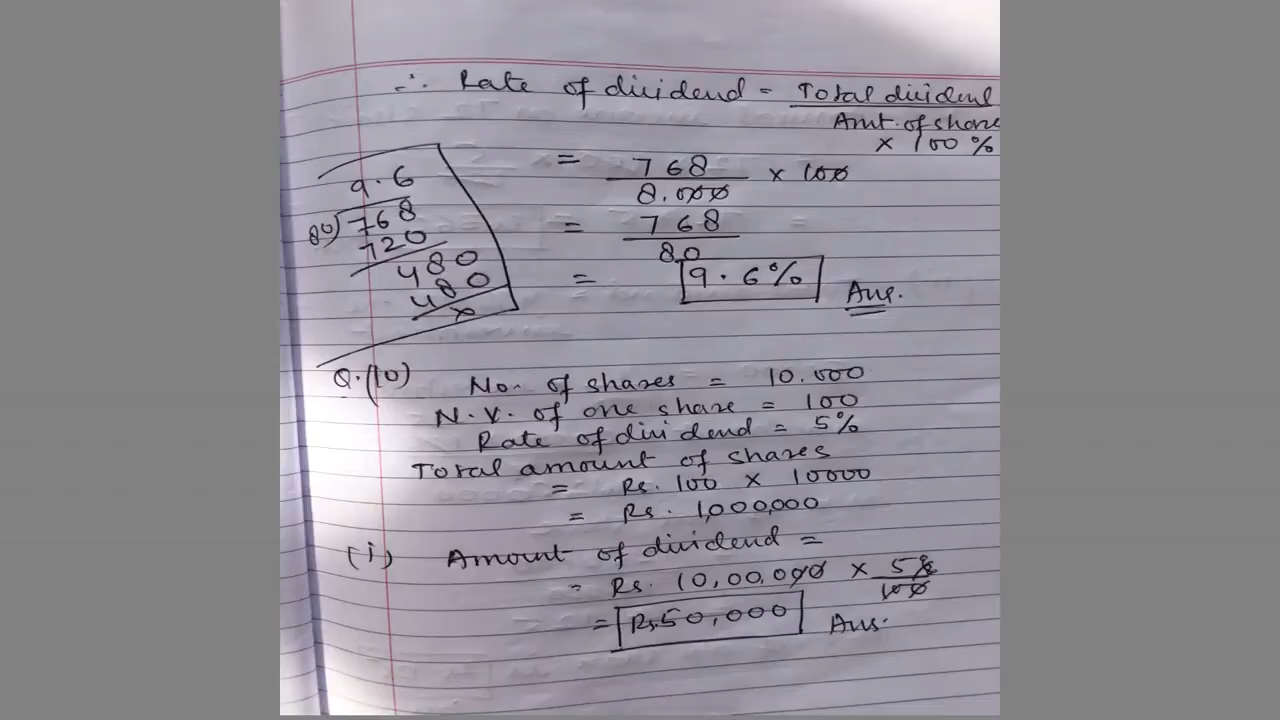 ∴ Rate of dividend = Total dividend
Amt. of share
× 100 %
= 768 × 100
8.000
= 768
80
= 9.6% Ans.
9.6
80)768
720
480
480
×
Q.(10) No. of shares = 10.000
N.V. of one share = 100
Rate of dividend = 5%
Total amount of shares
= Rs. 100 × 10000
= Rs. 1,000,000
(i) Amount of dividend =
= Rs. 10,00,000 × 5%
100
= Rs.50,000 Ans.